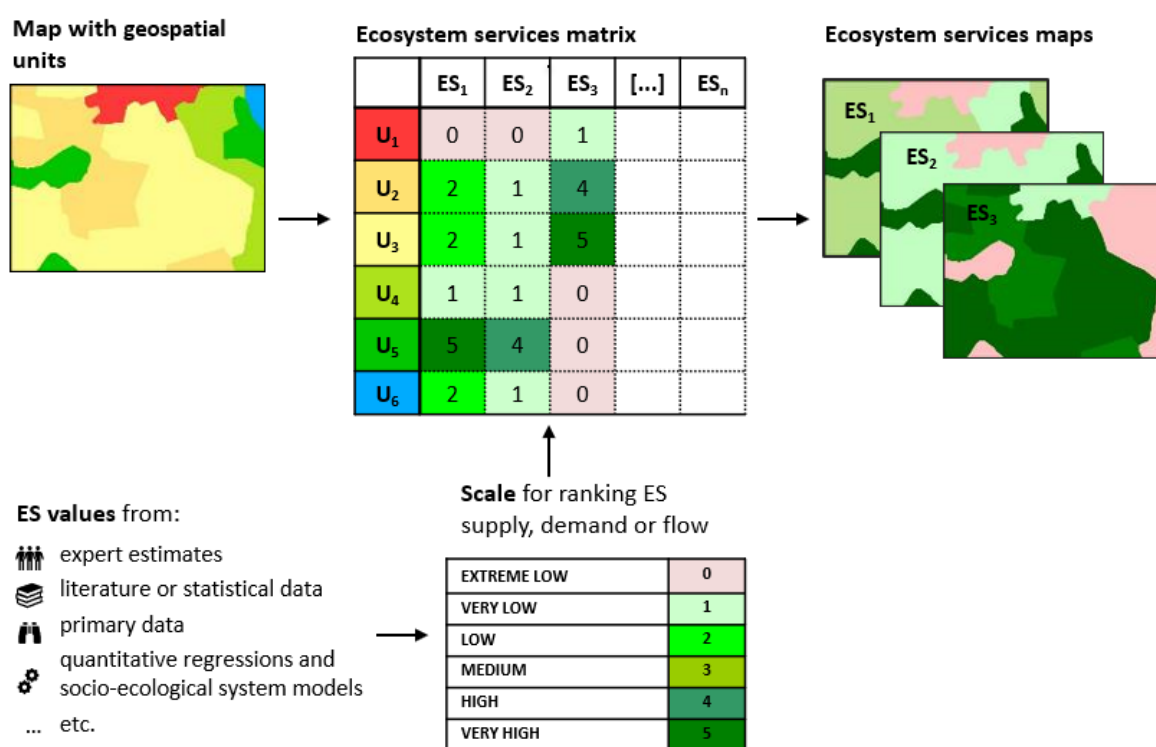 Map with geospatial
units
Ecosystem services matrix
Ecosystem services maps
ES₁ ES₂ ES₃ [...] ESₙ
U₁ 0 0 1
U₂ 2 1 4
U₃ 2 1 5
U₄ 1 1 0
U₅ 5 4 0
U₆ 2 1 0
ES₁
ES₂
ES₃
ES values from:
expert estimates
literature or statistical data
primary data
quantitative regressions and
socio-ecological system models
... etc.
Scale for ranking ES
supply, demand or flow
EXTREME LOW 0
VERY LOW 1
LOW 2
MEDIUM 3
HIGH 4
VERY HIGH 5